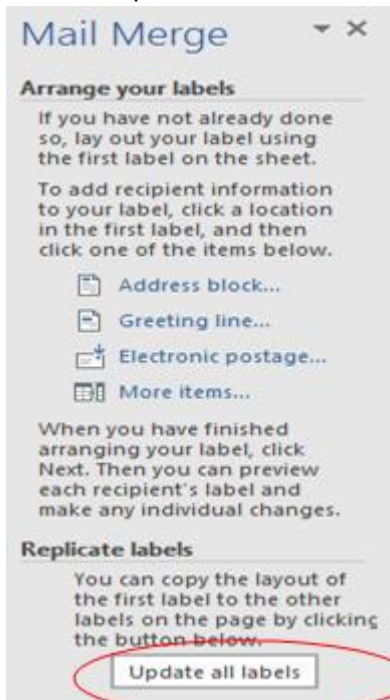 Mail Merge
Arrange your labels
If you have not already done
so, lay out your label using
the first label on the sheet.
To add recipient information
to your label, click a location
in the first label, and then
click one of the items below.
Address block...
Greeting line...
Electronic postage...
More items...
When you have finished
arranging your label, click
Next. Then you can preview
each recipient's label and
make any individual changes.
Replicate labels
You can copy the layout of
the first label to the other
labels on the page by clicking
the button below.
Update all labels